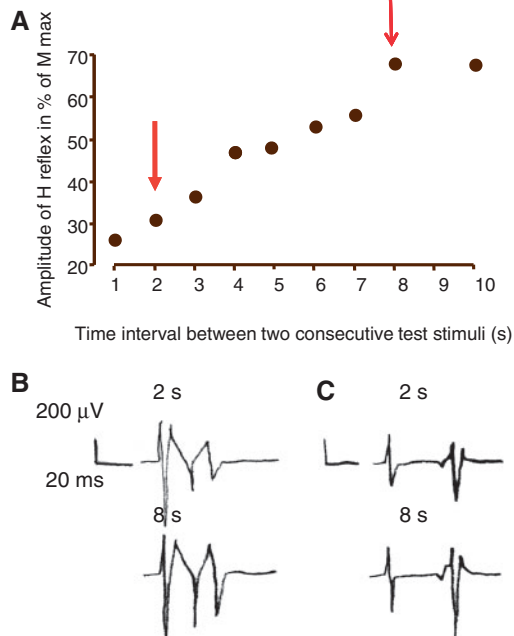 A
Amplitude of H reflex in % of M max
70
60
50
40
30
20
1 2 3 4 5 6 7 8 9 10
Time interval between two consecutive test stimuli (s)
B
2 s
200 μV
20 ms
8 s
C
2 s
8 s